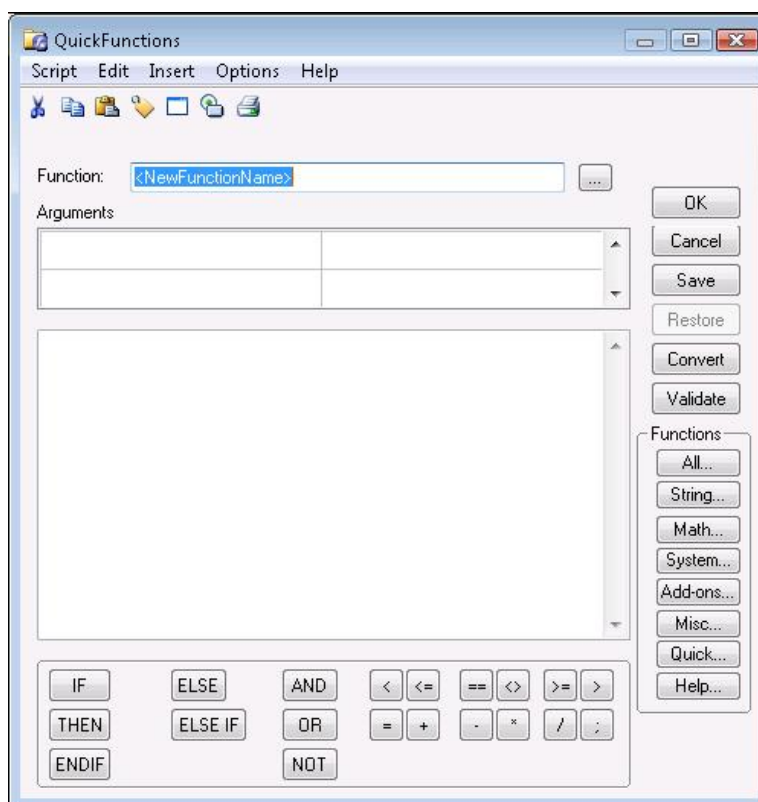 QuickFunctions
Script Edit Insert Options Help
Function: <NewFunctionName> ...
Arguments
OK
Cancel
Save
Restore
Convert
Validate
Functions
All...
String...
Math...
System...
Add-ons...
Misc...
Quick...
Help...
IF ELSE AND < <= == <> >= >
THEN ELSE IF OR = + - * / ;
ENDIF NOT